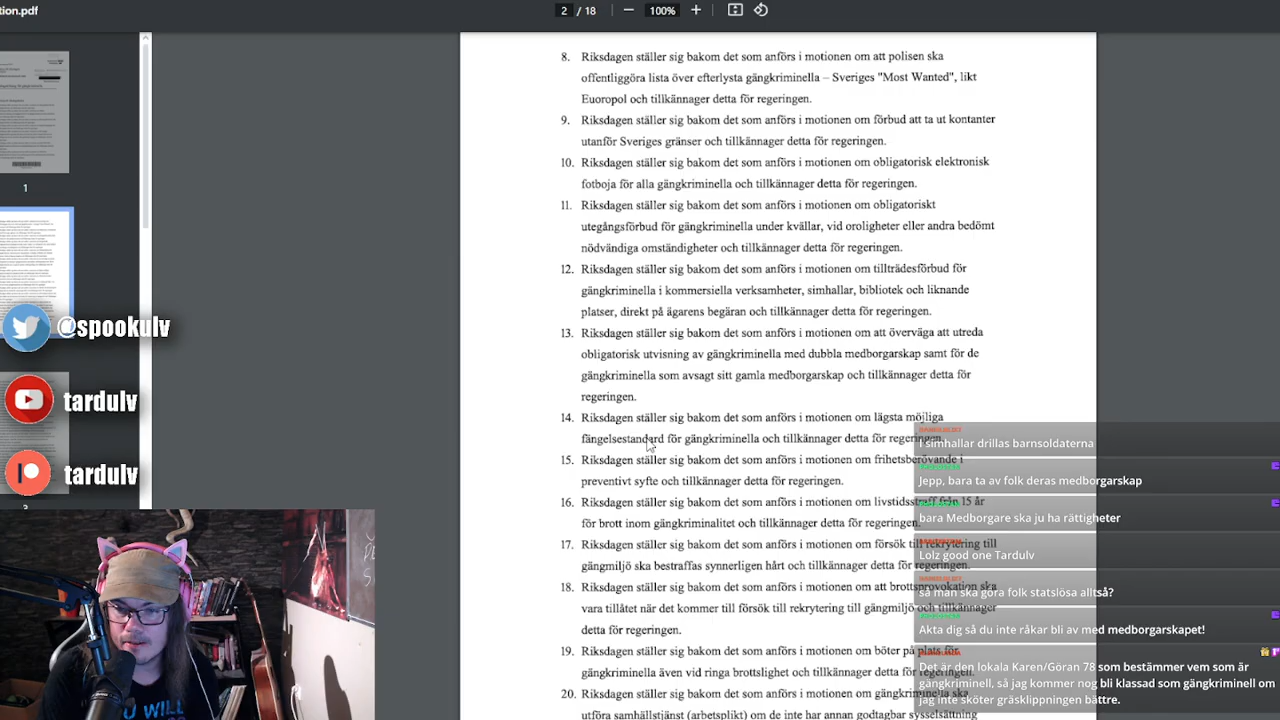 tion.pdf
2 / 18
100%
8. Riksdagen ställer sig bakom det som anförs i motionen om att polisen ska
offentliggöra lista över efterlysta gängkriminella – Sveriges "Most Wanted", likt
Euoropol och tillkännager detta för regeringen.
9. Riksdagen ställer sig bakom det som anförs i motionen om förbud att ta ut kontanter
utanför Sveriges gränser och tillkännager detta för regeringen.
10. Riksdagen ställer sig bakom det som anförs i motionen om obligatorisk elektronisk
fotboja för alla gängkriminella och tillkännager detta för regeringen.
11. Riksdagen ställer sig bakom det som anförs i motionen om obligatoriskt
utegångsförbud för gängkriminella under kvällar, vid oroligheter eller andra bedömt
nödvändiga omständigheter och tillkännager detta för regeringen.
12. Riksdagen ställer sig bakom det som anförs i motionen om tillträdesförbud för
gängkriminella i kommersiella verksamheter, simhallar, bibliotek och liknande
platser, direkt på ägarens begäran och tillkännager detta för regeringen.
13. Riksdagen ställer sig bakom det som anförs i motionen om att överväga att utreda
obligatorisk utvisning av gängkriminella med dubbla medborgarskap samt för de
gängkriminella som avsagt sitt gamla medborgarskap och tillkännager detta för
regeringen.
14. Riksdagen ställer sig bakom det som anförs i motionen om lägsta möjliga
fängelsestandard för gängkriminella och tillkännager detta för regeringen.
15. Riksdagen ställer sig bakom det som anförs i motionen om frihetsberövande i
preventivt syfte och tillkännager detta för regeringen.
16. Riksdagen ställer sig bakom det som anförs i motionen om livstidsstraff från 15 år
för brott inom gängkriminalitet och tillkännager detta för regeringen.
17. Riksdagen ställer sig bakom det som anförs i motionen om försök till rekrytering till
gängmiljö ska bestraffas synnerligen hårt och tillkännager detta för regeringen.
18. Riksdagen ställer sig bakom det som anförs i motionen om att brottsprovokation ska
vara tillåtet när det kommer till försök till rekrytering till gängmiljö och tillkännager
detta för regeringen.
19. Riksdagen ställer sig bakom det som anförs i motionen om böter på plats för
gängkriminella även vid ringa brottslighet och tillkännager detta för regeringen.
20. Riksdagen ställer sig bakom det som anförs i motionen om gängkriminella ska
utföra samhällstjänst (arbetsplikt) om de inte har annan godtagbar sysselsättning
1
@spookulv
tardulv
tardulv
I simhallar drillas barnsoldaterna
Jepp, bara ta av folk deras medborgarskap
bara Medborgare ska ju ha rättigheter
Lolz good one Tardulv
så man ska göra folk statslösa alltså?
Akta dig så du inte råkar bli av med medborgarskapet!
Det är den lokala Karen/Göran 78 som bestämmer vem som är
gängkriminell, så jag kommer nog bli klassad som gängkriminell om
jag inte sköter gräsklippningen bättre.